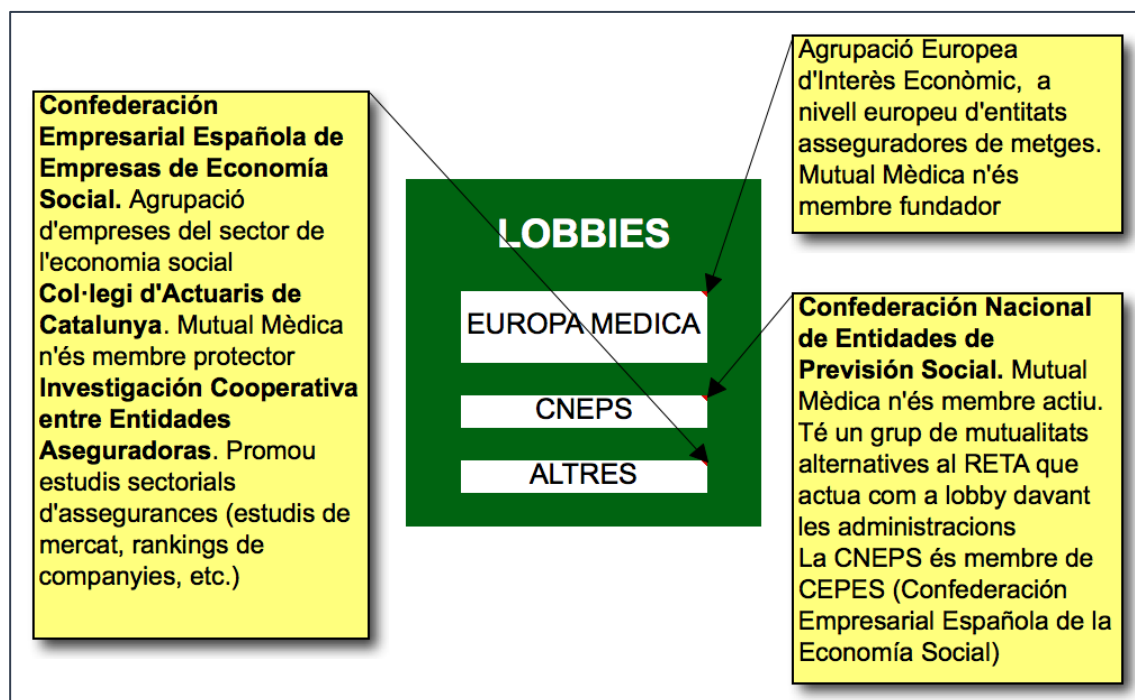 Confederación
Empresarial Española de
Empresas de Economía
Social. Agrupació
d'empreses del sector de
l'economia social
Col·legi d'Actuaris de
Catalunya. Mutual Mèdica
n'és membre protector
Investigación Cooperativa
entre Entidades
Aseguradoras. Promou
estudis sectorials
d'assegurances (estudis de
mercat, rankings de
companyies, etc.)
LOBBIES
EUROPA MEDICA
CNEPS
ALTRES
Agrupació Europea
d'Interès Econòmic, a
nivell europeu d'entitats
asseguradores de metges.
Mutual Mèdica n'és
membre fundador
Confederación Nacional
de Entidades de
Previsión Social. Mutual
Mèdica n'és membre actiu.
Té un grup de mutualitats
alternatives al RETA que
actua com a lobby davant
les administracions
La CNEPS és membre de
CEPES (Confederación
Empresarial Española de la
Economía Social)